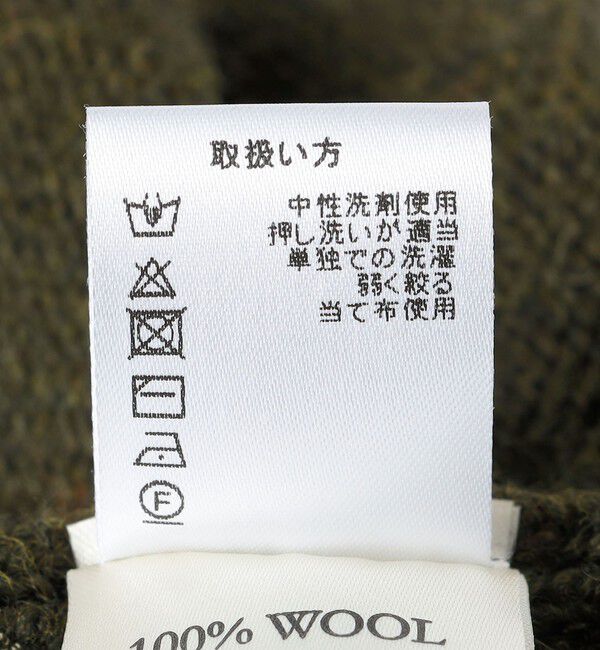 取扱い方
中性洗剤使用
押し洗いが適当
単独での洗濯
弱く絞る
当て布使用
F
100% WOOL